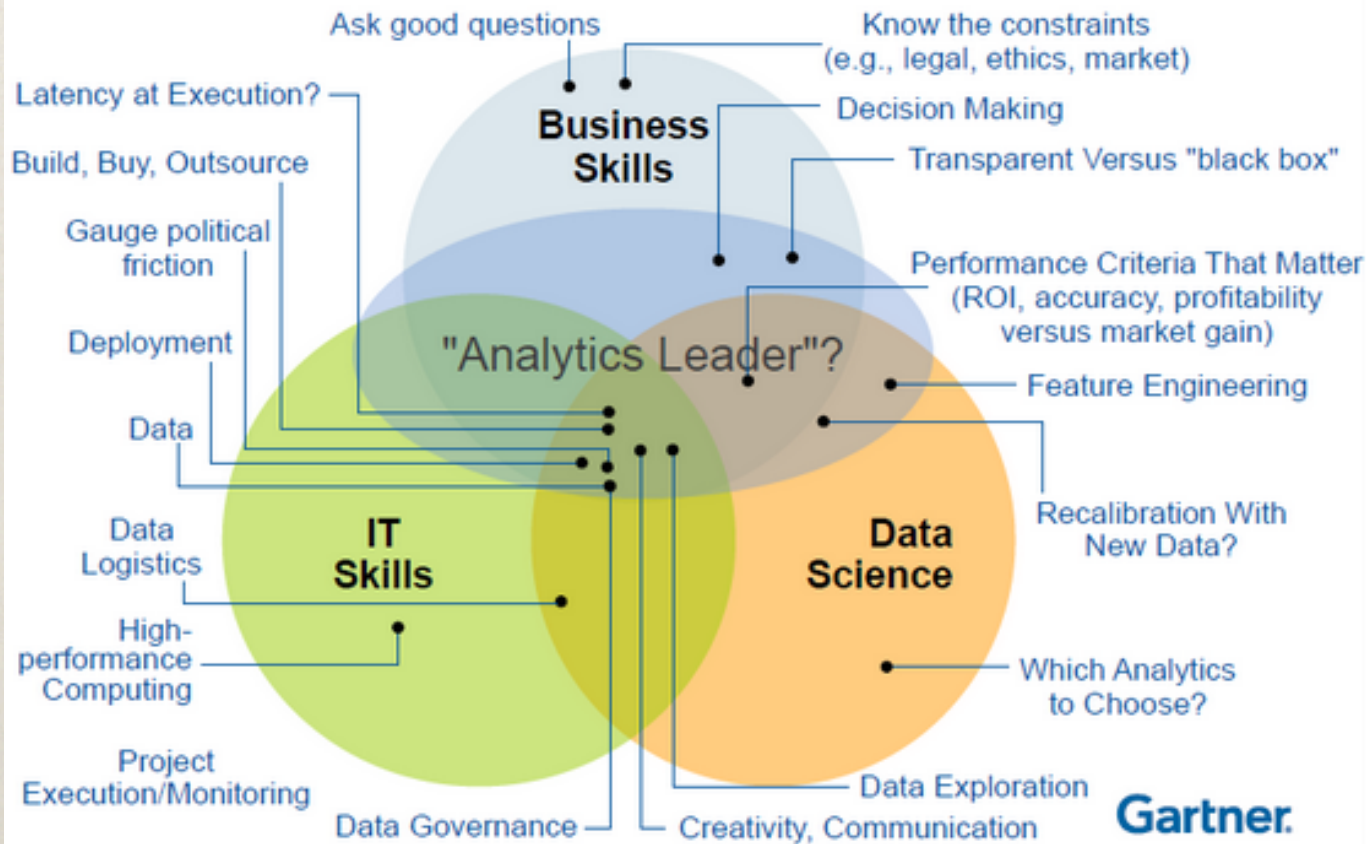 Ask good questions
Know the constraints
(e.g., legal, ethics, market)
Latency at Execution?
Decision Making
Business
Skills
Build, Buy, Outsource
Transparent Versus "black box"
Gauge political
friction
Performance Criteria That Matter
(ROI, accuracy, profitability
versus market gain)
Deployment
"Analytics Leader"?
Feature Engineering
Data
IT
Skills
Data
Science
Recalibration With
New Data?
Data
Logistics
High-
performance
Computing
Which Analytics
to Choose?
Project
Execution/Monitoring
Data Exploration
Data Governance
Creativity, Communication
Gartner.